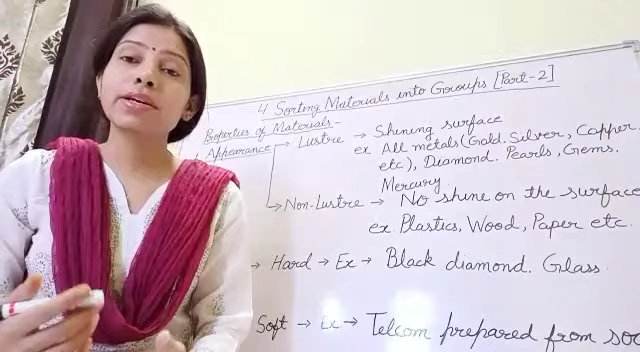 4. Sorting Materials into Groups [Part-2]
Properties of Materials-
Appearance → Lustre → Shining surface
ex All metals (Gold. Silver, Copper
etc), Diamond. Pearls, Gems.
Mercury
→ Non-Lustre → No shine on the surface
ex Plastics, Wood, Paper etc.
→ Hard → Ex → Black diamond. Glass
Soft → Ex → Telcom prepared from